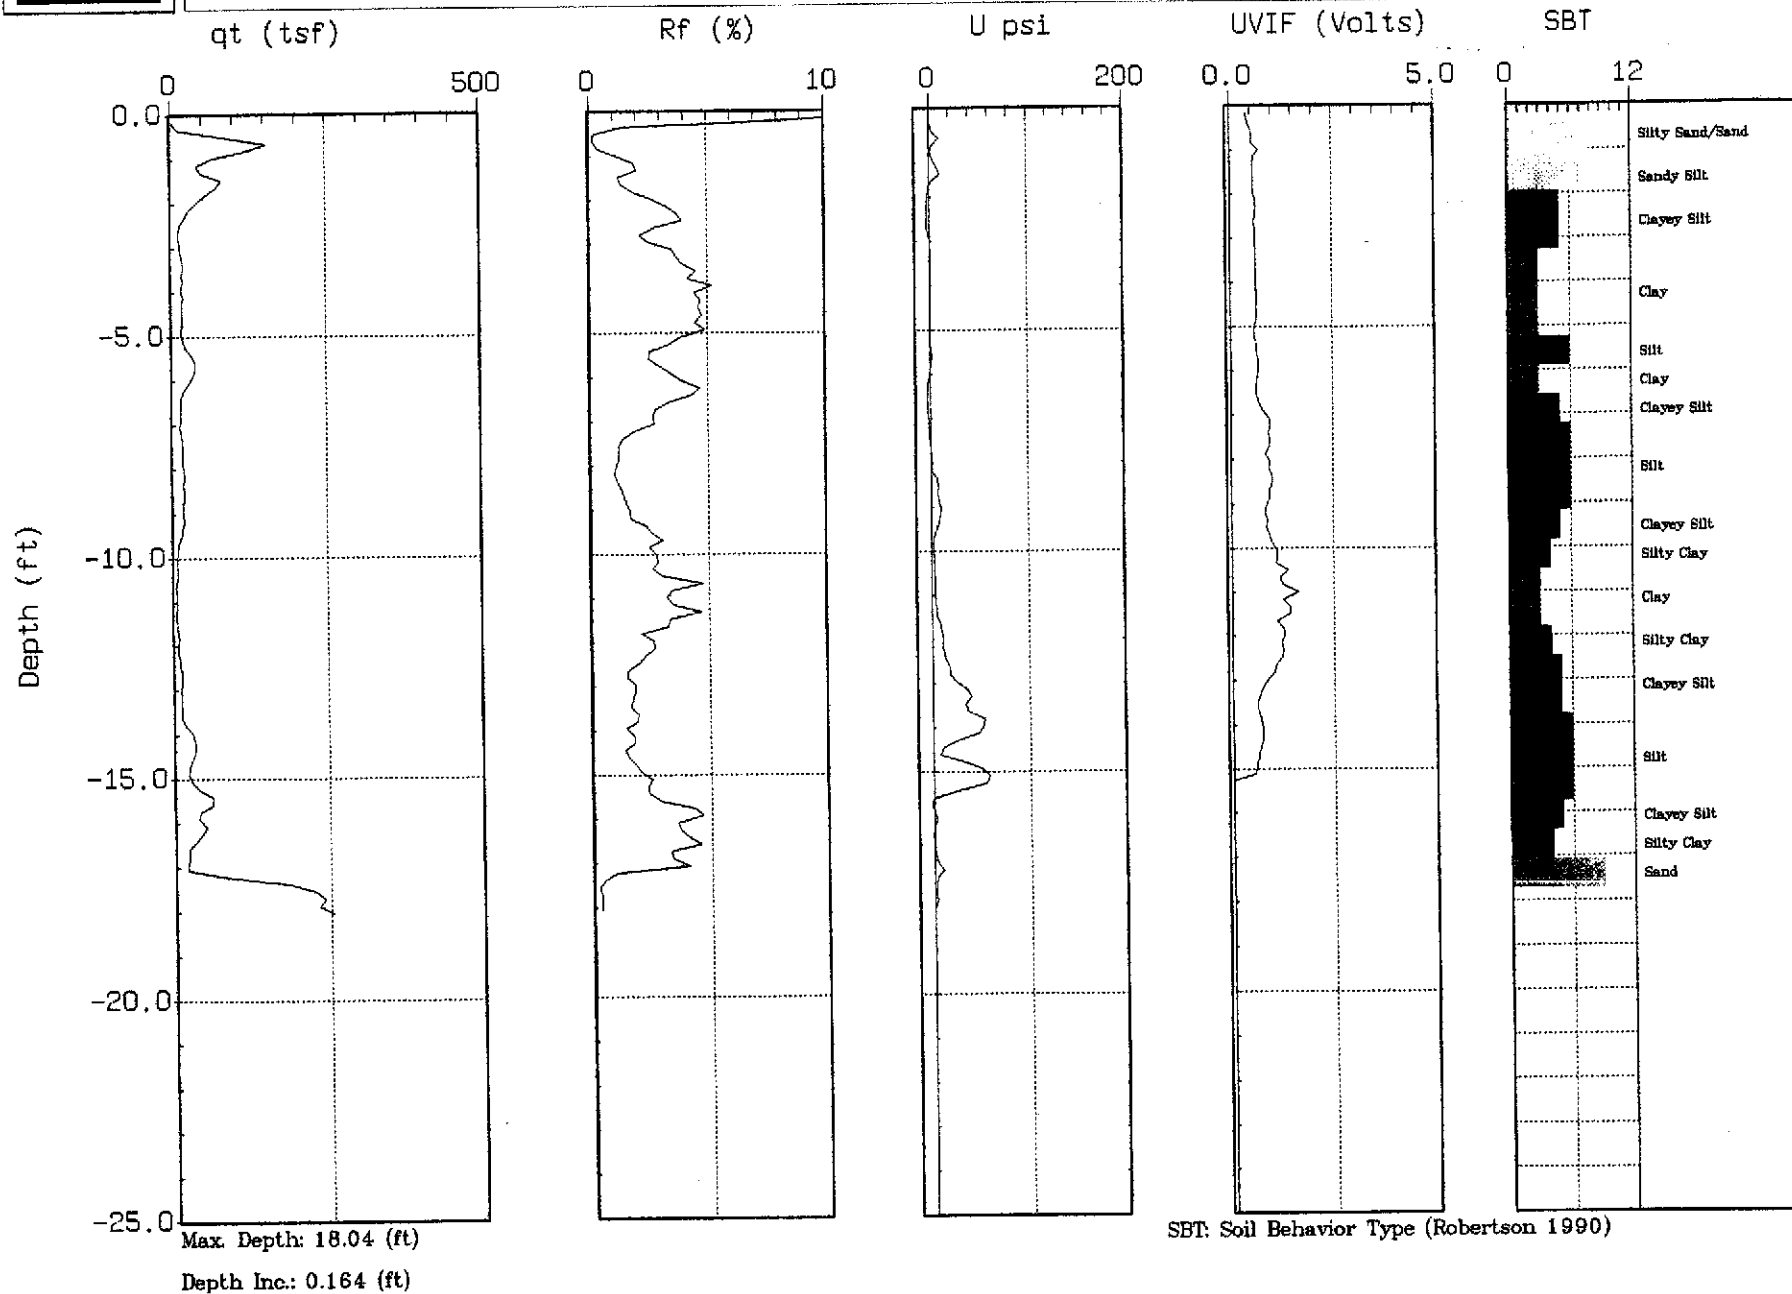 qt (tsf) Rf (%) U psi UVIF (Volts) SBT
0 500 0 10 0 200 0.0 5.0 0 12
0.0
-5.0
-10.0
-15.0
-20.0
-25.0
Depth (ft)
Silty Sand/Sand
Sandy Silt
Clayey Silt
Clay
Silt
Clay
Clayey Silt
Silt
Clayey Silt
Silty Clay
Clay
Silty Clay
Clayey Silt
Silt
Clayey Silt
Silty Clay
Sand
Max. Depth: 18.04 (ft)
Depth Inc.: 0.164 (ft)
SBT: Soil Behavior Type (Robertson 1990)